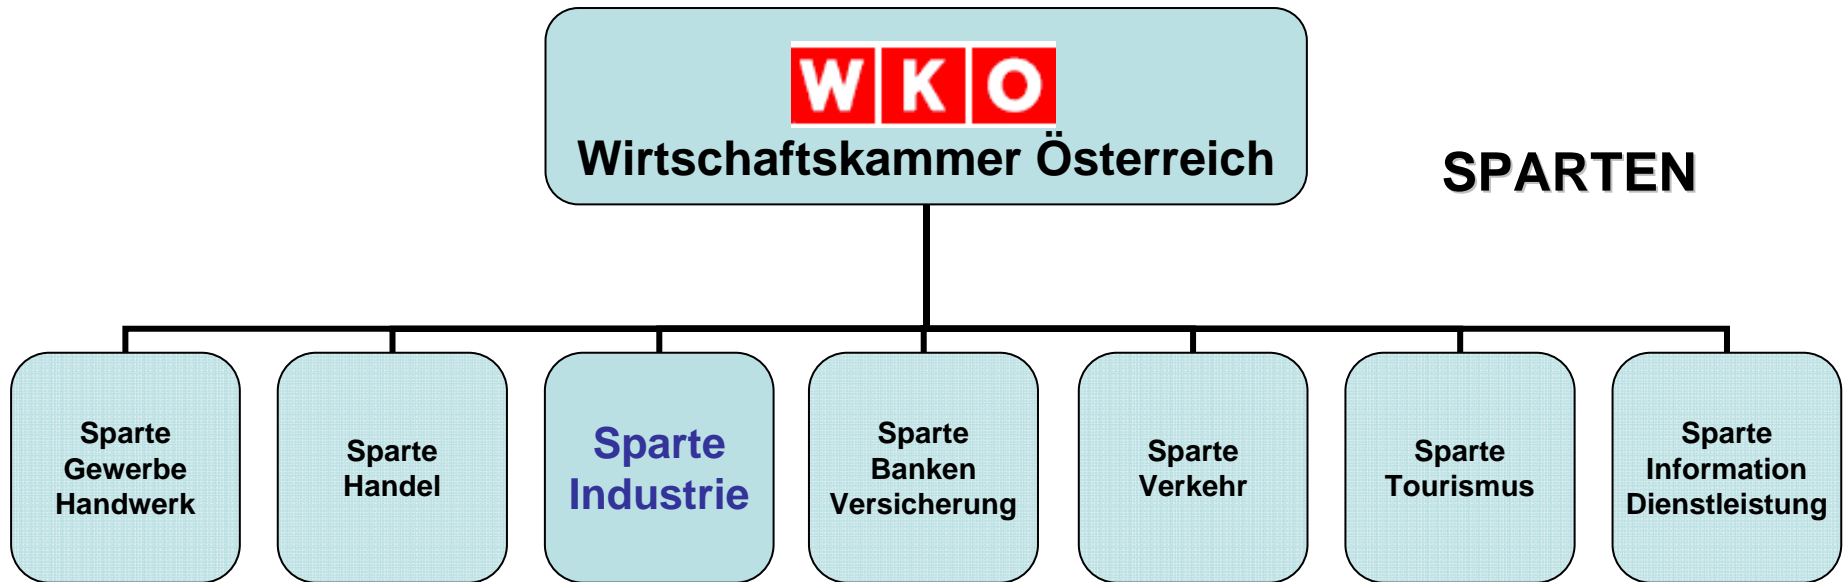 WKO
Wirtschaftskammer Österreich
SPARTEN
Sparte
Gewerbe
Handwerk
Sparte
Handel
Sparte
Industrie
Sparte
Banken
Versicherung
Sparte
Verkehr
Sparte
Tourismus
Sparte
Information
Dienstleistung